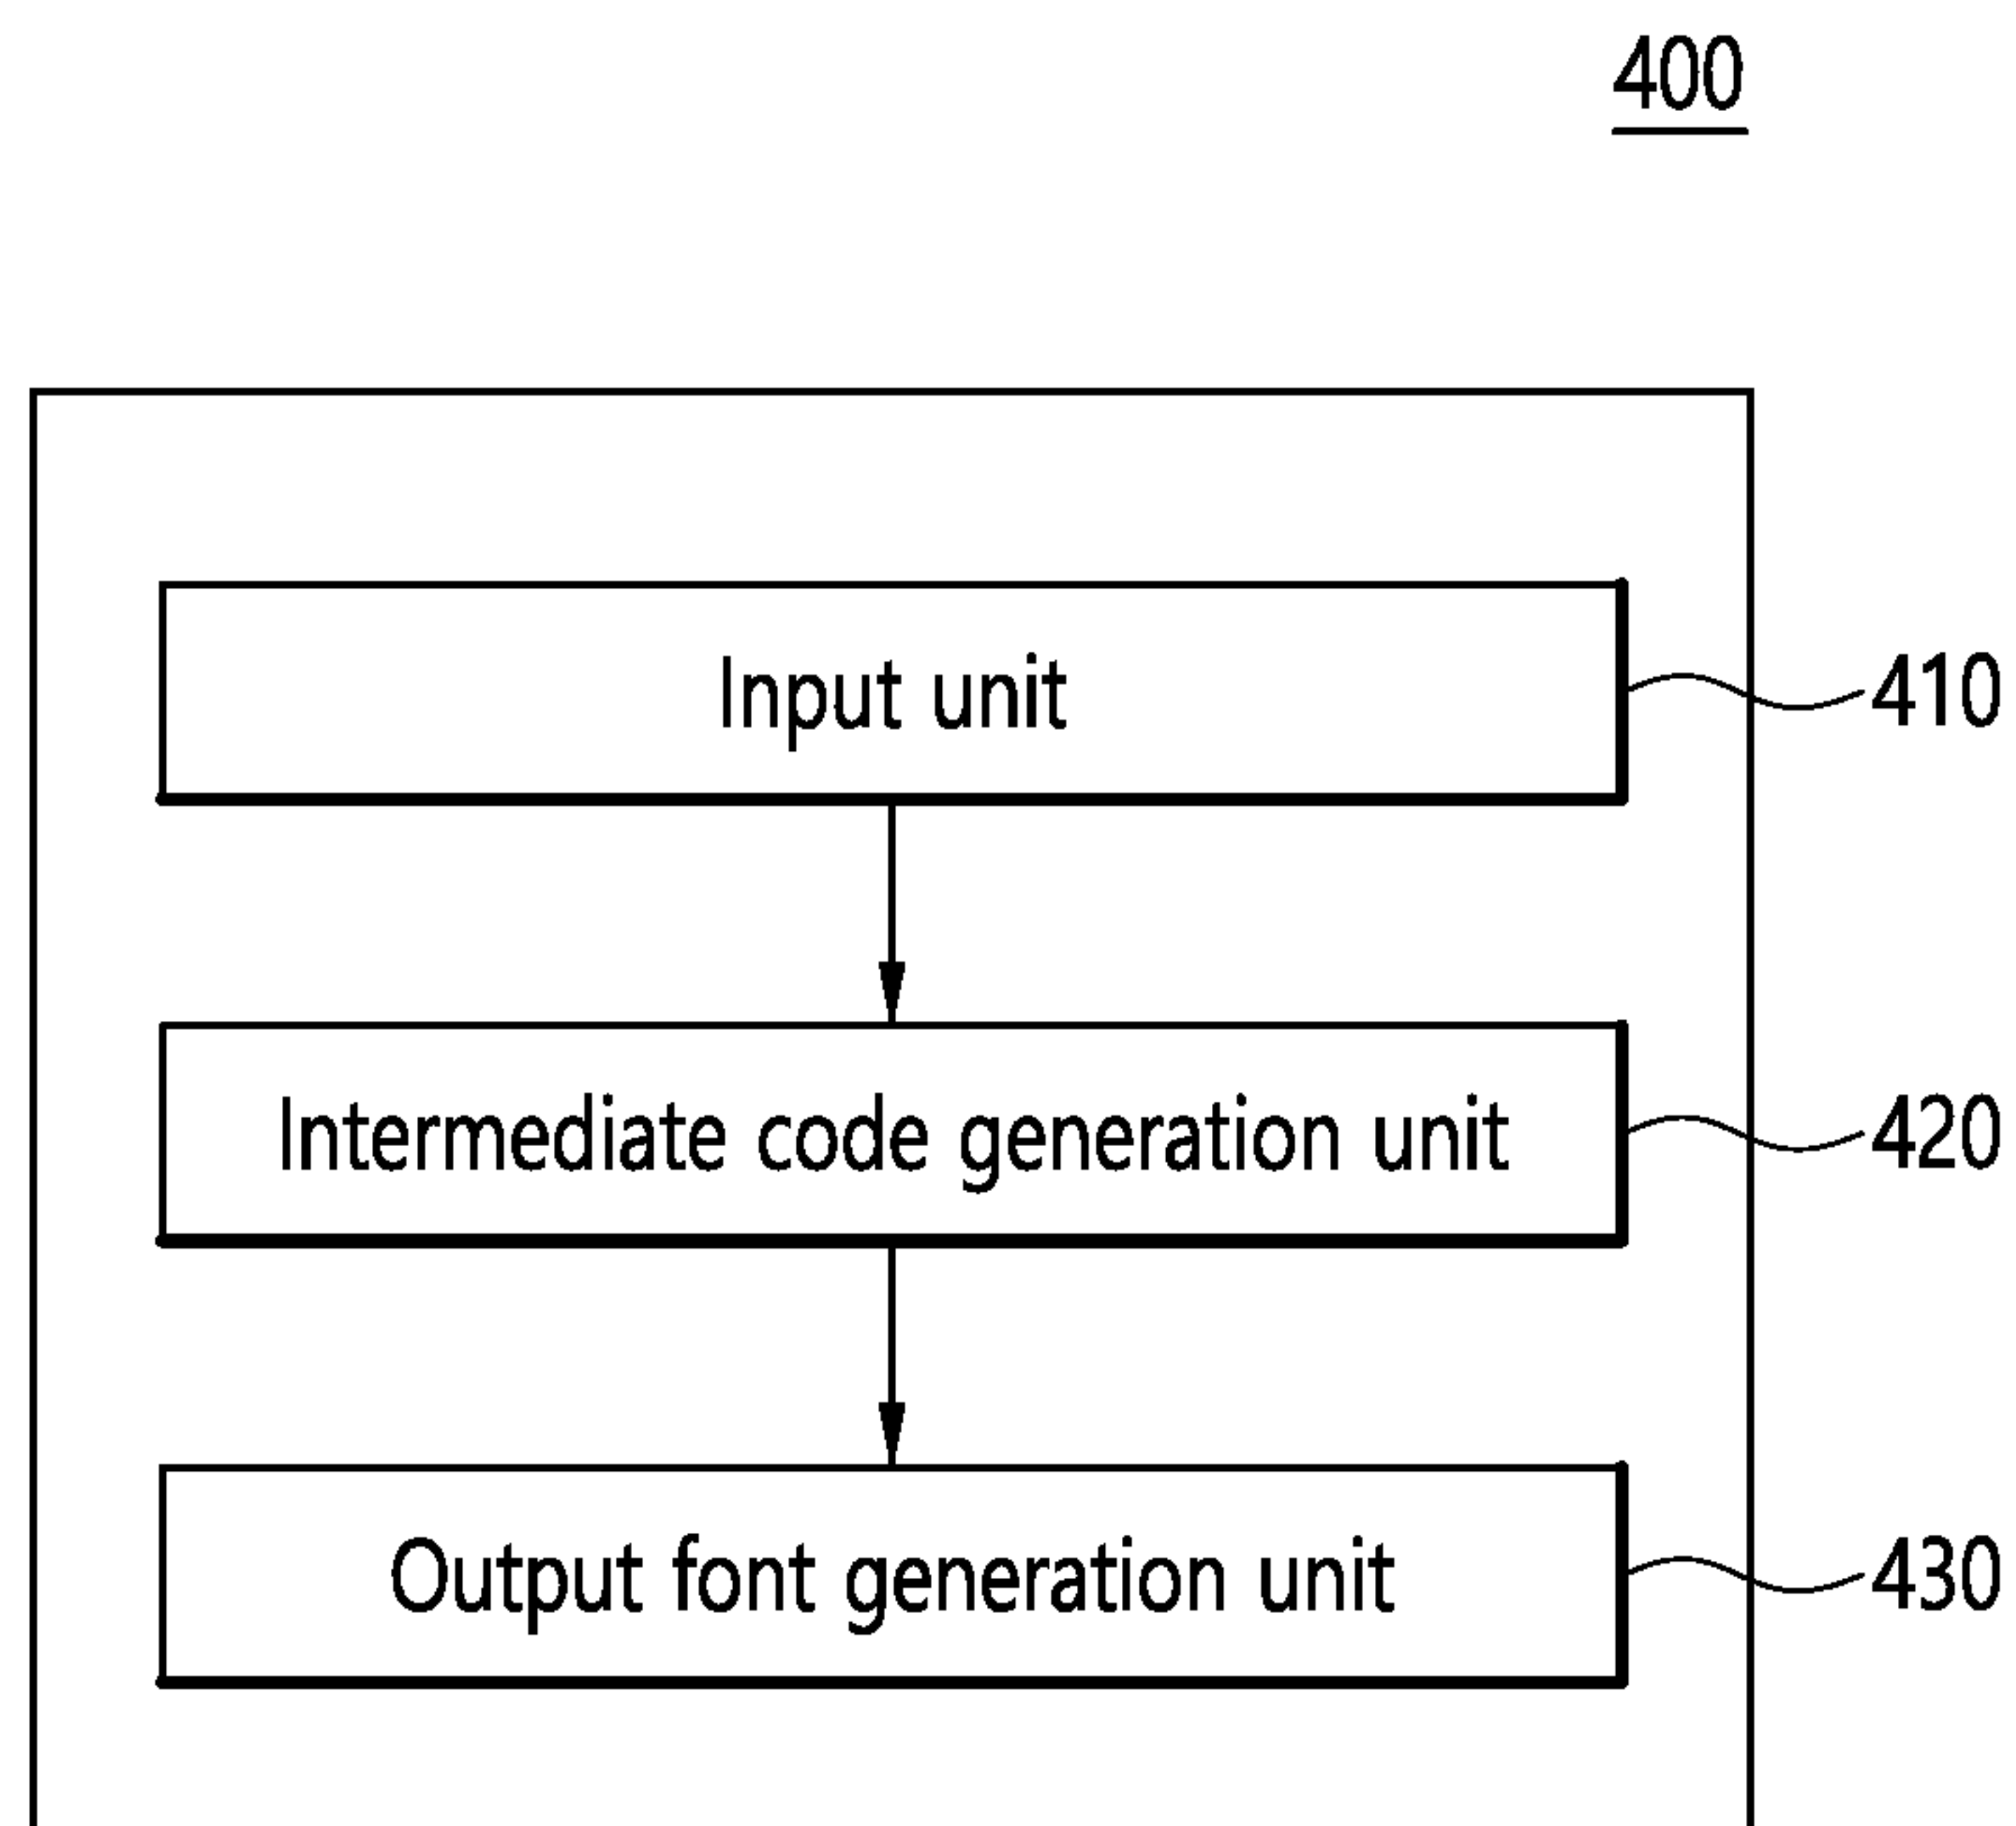 400
Input unit
410
Intermediate code generation unit
420
Output font generation unit
430